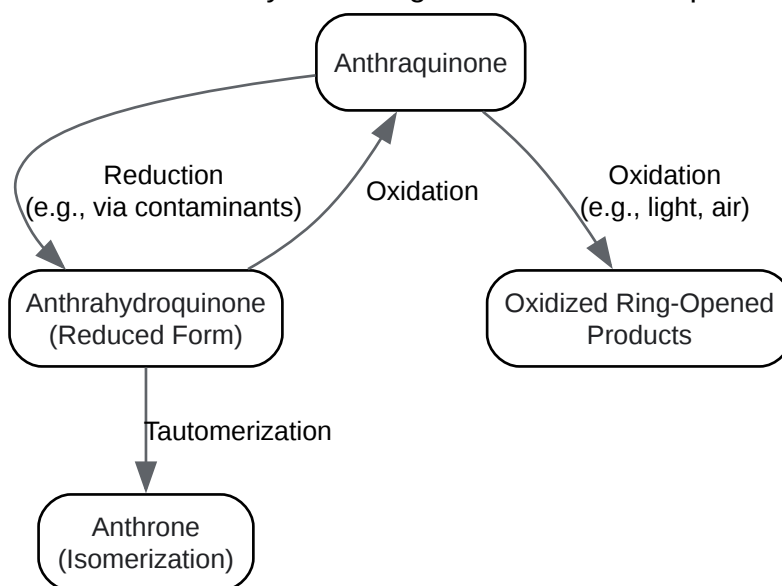 Anthraquinone
Reduction
(e.g., via contaminants)
Oxidation
Oxidation
(e.g., light, air)
Anthrahydroquinone
(Reduced Form)
Oxidized Ring-Opened
Products
Tautomerization
Anthrone
(Isomerization)